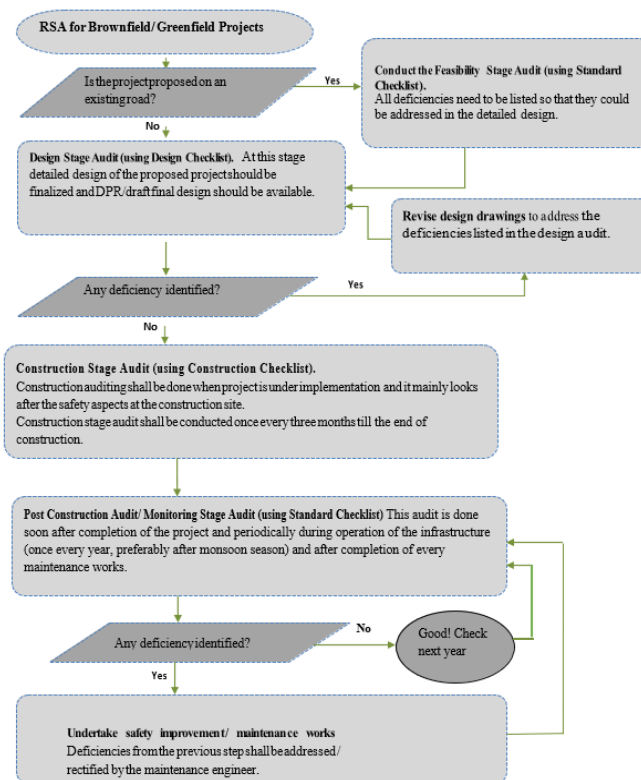 RSA for Brownfield/ Greenfield Projects
Is the project proposed on an
existing road?
Yes
Conduct the Feasibility Stage Audit (using Standard
Checklist).
All deficiencies need to be listed so that they could
be addressed in the detailed design.
No
Design Stage Audit (using Design Checklist). At this stage
detailed design of the proposed project should be
finalized and DPR/draft final design should be available.
Revise design drawings to address the
deficiencies listed in the design audit.
Any deficiency identified?
Yes
No
Construction Stage Audit (using Construction Checklist).
Construction auditing shall be done when project is under implementation and it mainly looks
after the safety aspects at the construction site.
Construction stage audit shall be conducted once every three months till the end of
construction.
Post Construction Audit/ Monitoring Stage Audit (using Standard Checklist) This audit is done
soon after completion of the project and periodically during operation of the infrastructure
(once every year, preferably after monsoon season) and after completion of every
maintenance works.
Any deficiency identified?
No
Good! Check
next year
Yes
Undertake safety improvement/ maintenance works
Deficiencies from the previous step shall be addressed/
rectified by the maintenance engineer.